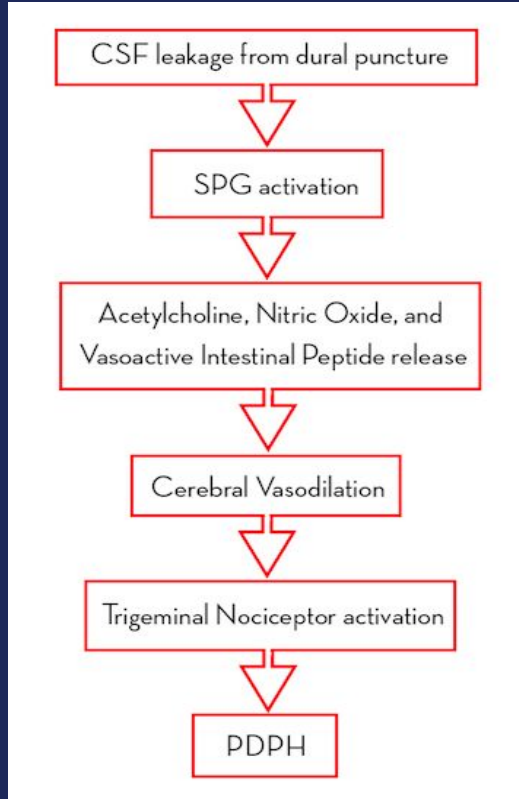 CSF leakage from dural puncture
SPG activation
Acetylcholine, Nitric Oxide, and
Vasoactive Intestinal Peptide release
Cerebral Vasodilation
Trigeminal Nociceptor activation
PDPH